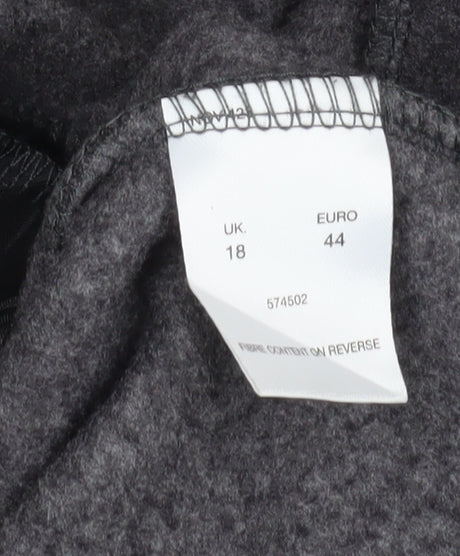 UK. EURO
18 44
574502
FIBRE CONTENT ON REVERSE